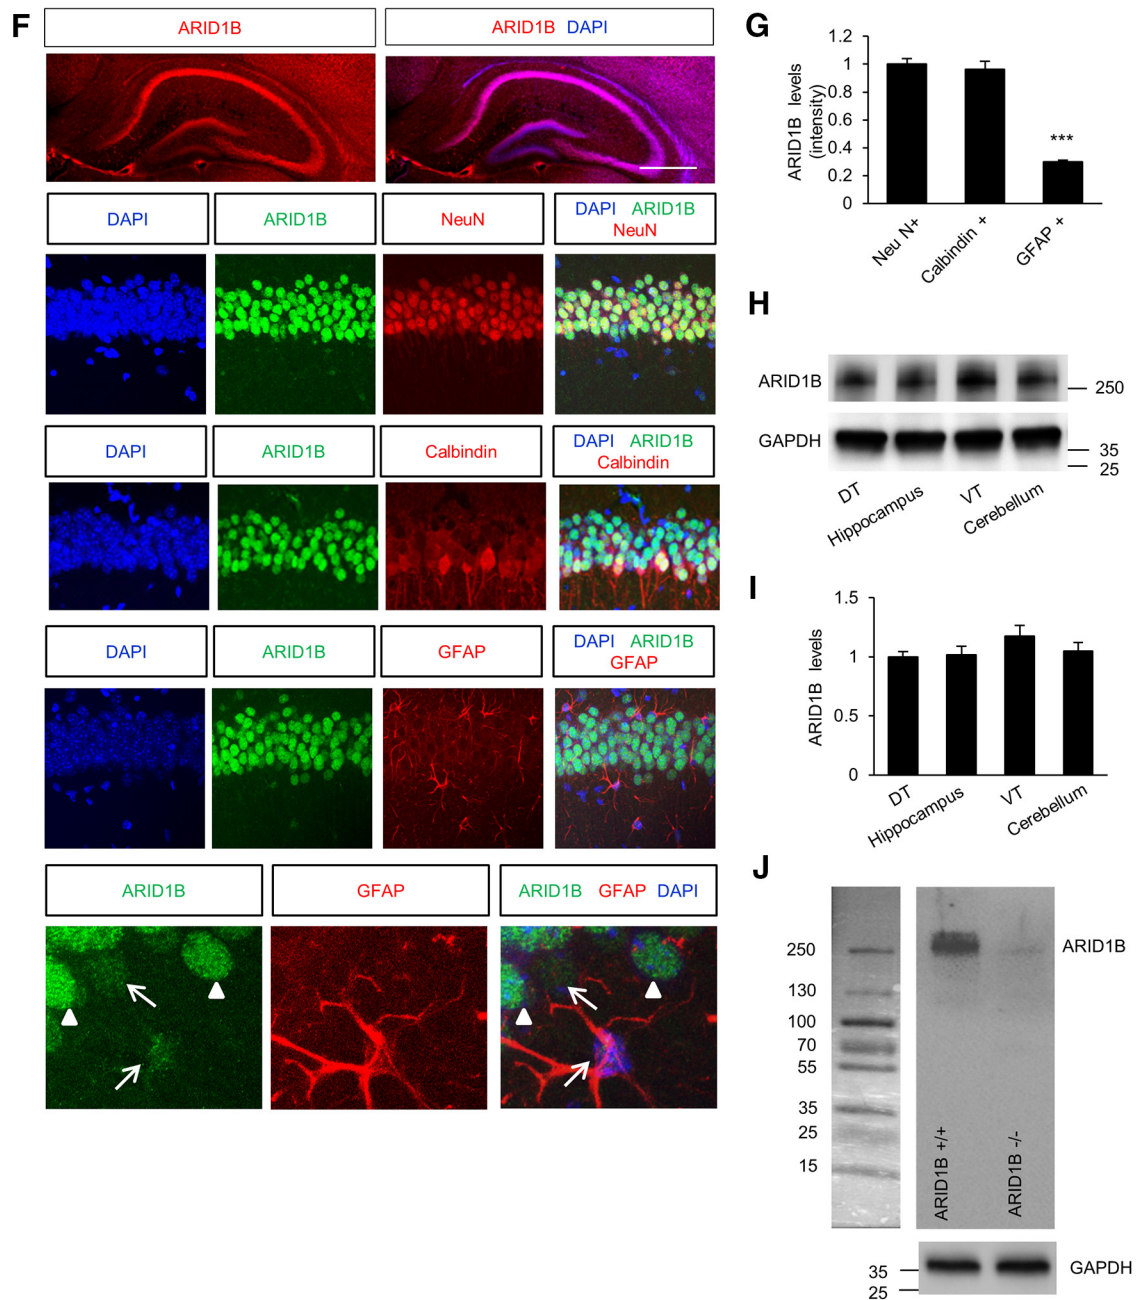 F
ARID1B
ARID1B DAPI
DAPI
ARID1B
NeuN
DAPI ARID1B
NeuN
DAPI
ARID1B
Calbindin
DAPI ARID1B
Calbindin
DAPI
ARID1B
GFAP
DAPI ARID1B
GFAP
ARID1B
GFAP
ARID1B GFAP DAPI
G
ARID1B levels
(intensity)
1.2
1
0.8
0.6
0.4
0.2
0
***
Neu N+
Calbindin +
GFAP +
H
ARID1B
250
GAPDH
35
25
DT
Hippocampus
VT
Cerebellum
I
ARID1B levels
1.5
1
0.5
0
DT
Hippocampus
VT
Cerebellum
J
250
130
100
70
55
35
25
15
ARID1B
ARID1B +/+
ARID1B -/-
35
25
GAPDH